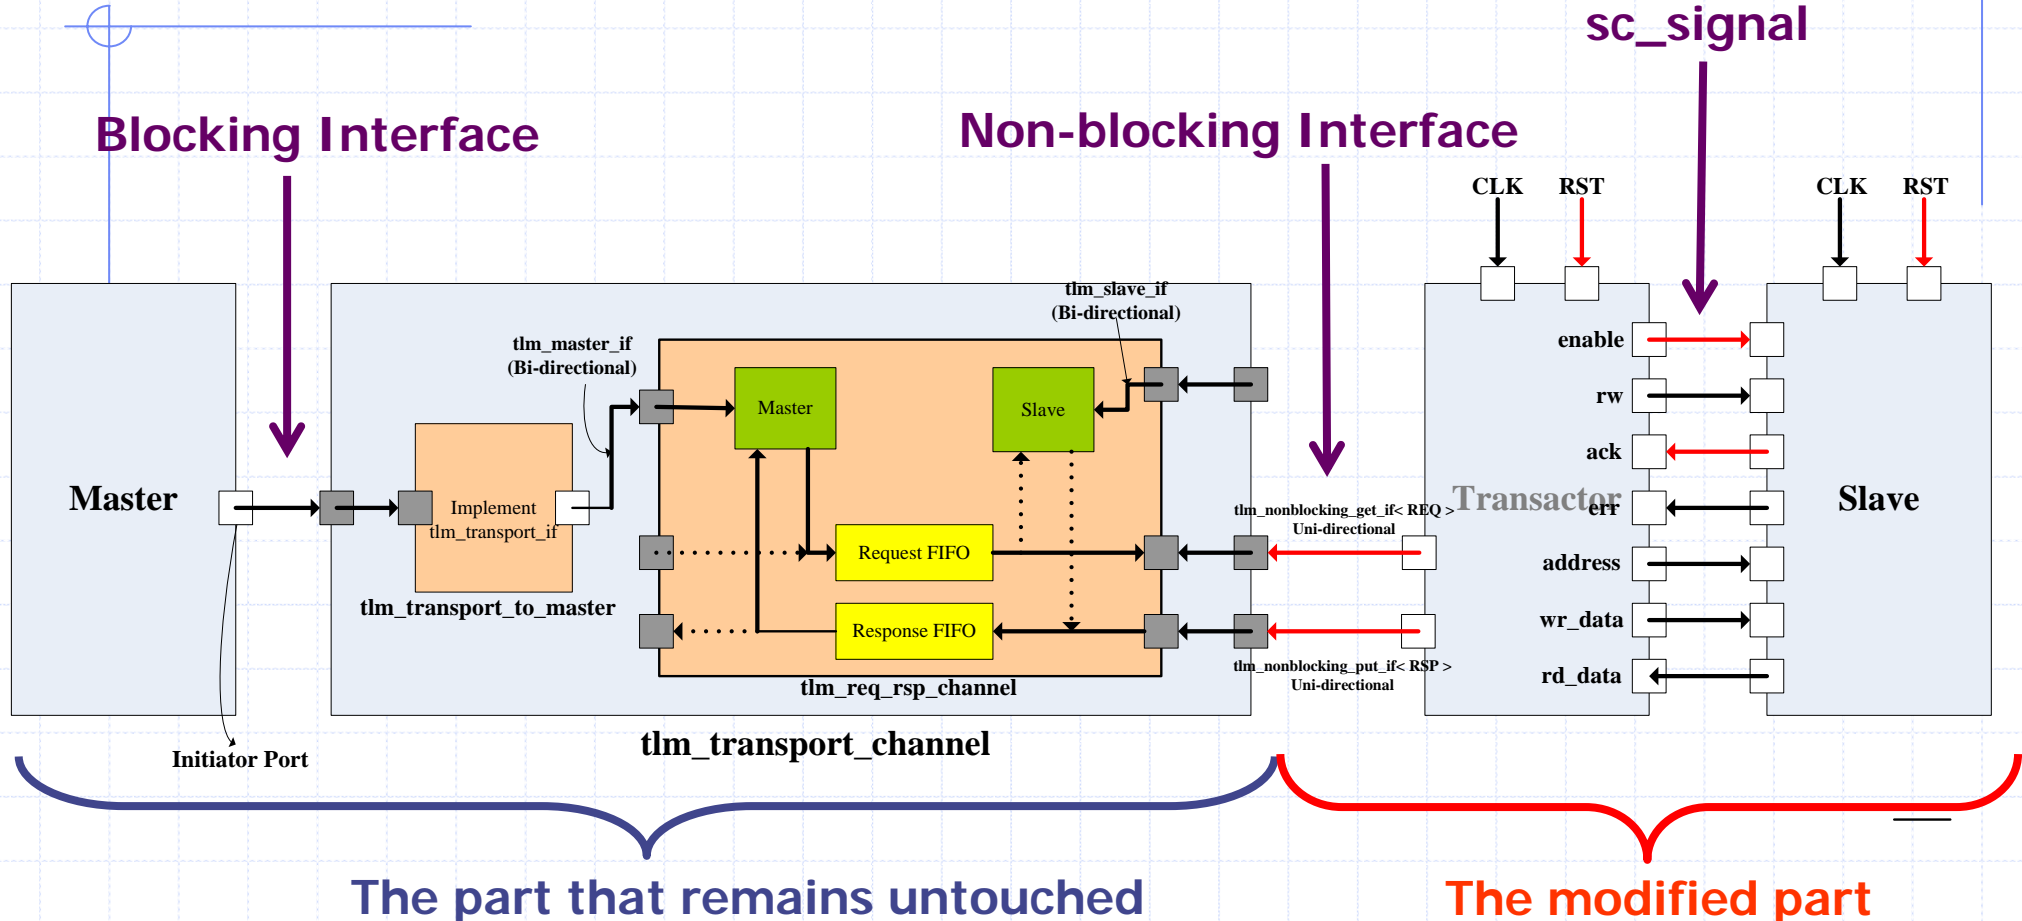 sc_signal
Blocking Interface
Non-blocking Interface
CLK RST
CLK RST
tlm_slave_if
(Bi-directional)
tlm_master_if
(Bi-directional)
enable
rw
ack
err
address
wr_data
rd_data
Master
Slave
Master
Implement
tlm_transport_if
tlm_transport_to_master
Request FIFO
Response FIFO
tlm_req_rsp_channel
tlm_nonblocking_get_if< REQ >
Uni-directional
tlm_nonblocking_put_if< RSP >
Uni-directional
Transactor
Slave
tlm_transport_channel
Initiator Port
The part that remains untouched
The modified part